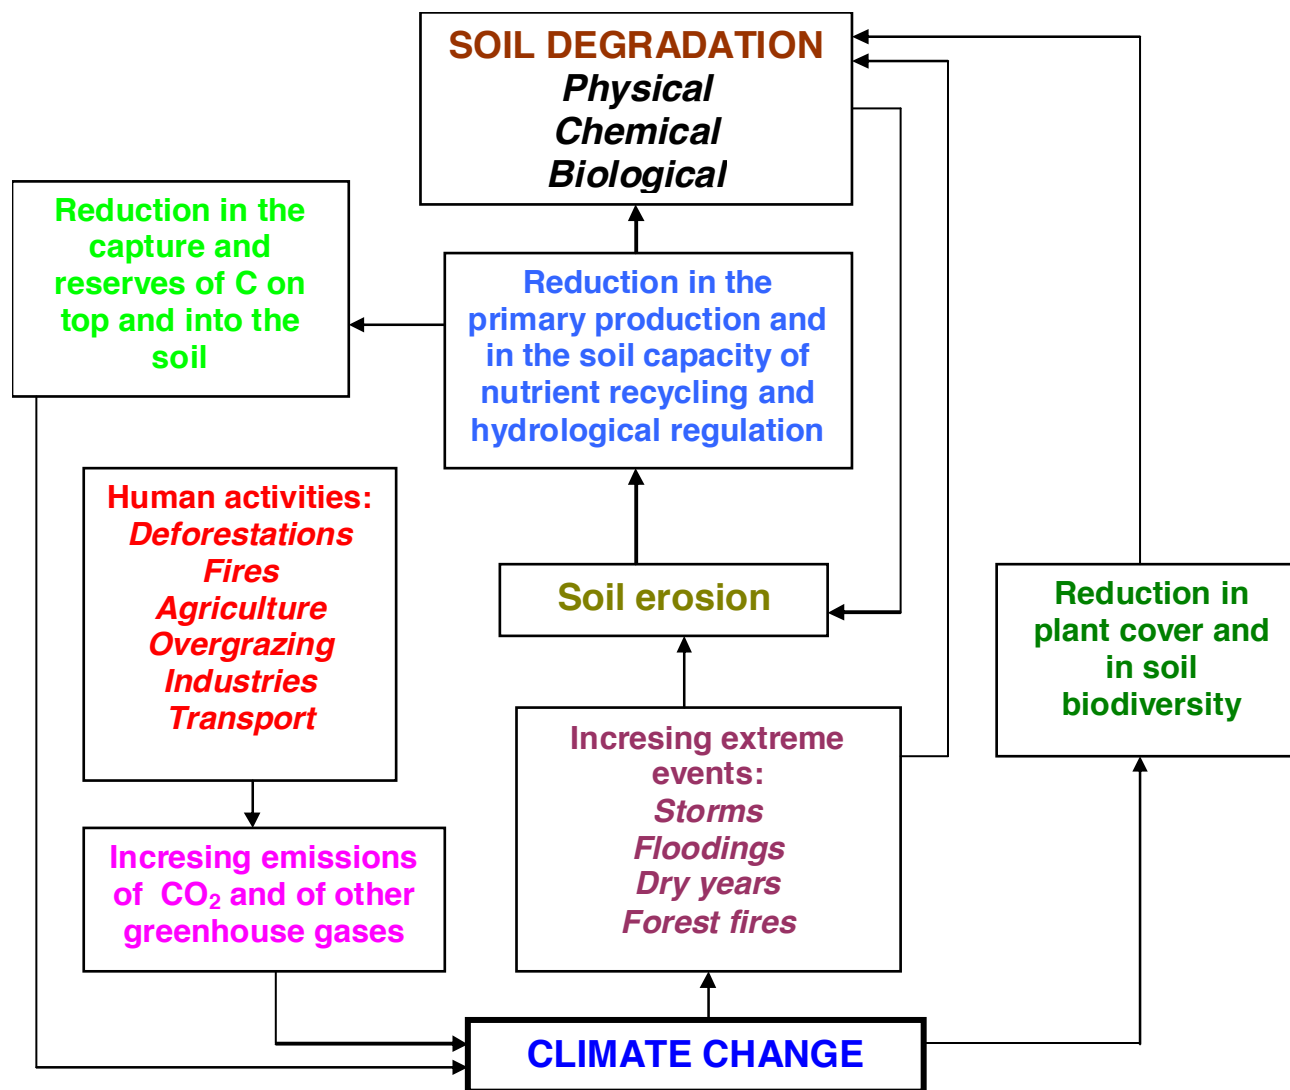 SOIL DEGRADATION
Physical
Chemical
Biological
Reduction in the
capture and
reserves of C on
top and into the
soil
Reduction in the
primary production and
in the soil capacity of
nutrient recycling and
hydrological regulation
Human activities:
Deforestations
Fires
Agriculture
Overgrazing
Industries
Transport
Soil erosion
Reduction in
plant cover and
in soil
biodiversity
Incresing extreme
events:
Storms
Floodings
Dry years
Forest fires
Incresing emissions
of CO₂ and of other
greenhouse gases
CLIMATE CHANGE